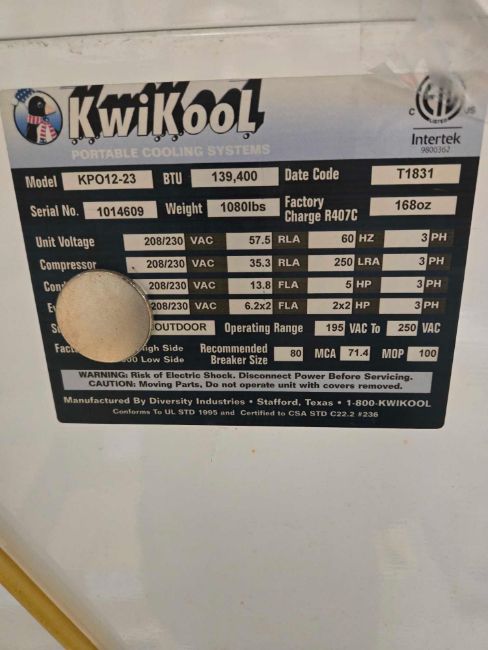 KwiKool
PORTABLE COOLING SYSTEMS
C LISTED US
Intertek
9800362
Model KPO12-23 BTU 139,400 Date Code T1831
Serial No. 1014609 Weight 1080lbs Factory Charge R407C 168oz
Unit Voltage 208/230 VAC 57.5 RLA 60 HZ 3 PH
Compressor 208/230 VAC 35.3 RLA 250 LRA 3 PH
208/230 VAC 13.8 FLA 5 HP 3 PH
208/230 VAC 6.2x2 FLA 2x2 HP 3 PH
OUTDOOR Operating Range 195 VAC To 250 VAC
High Side Recommended
Low Side Breaker Size 80 MCA 71.4 MOP 100
WARNING: Risk of Electric Shock. Disconnect Power Before Servicing.
CAUTION: Moving Parts, Do not operate unit with covers removed.
Manufactured By Diversity Industries • Stafford, Texas • 1-800-KWIKOOL
Conforms To UL STD 1995 and Certified to CSA STD C22.2 #236